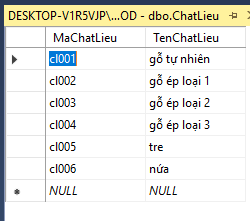 DESKTOP-V1R5VJP\...OD - dbo.ChatLieu
MaChatLieu TenChatLieu
cl001 gỗ tự nhiên
cl002 gỗ ép loại 1
cl003 gỗ ép loại 2
cl004 gỗ ép loại 3
cl005 tre
cl006 nứa
NULL NULL